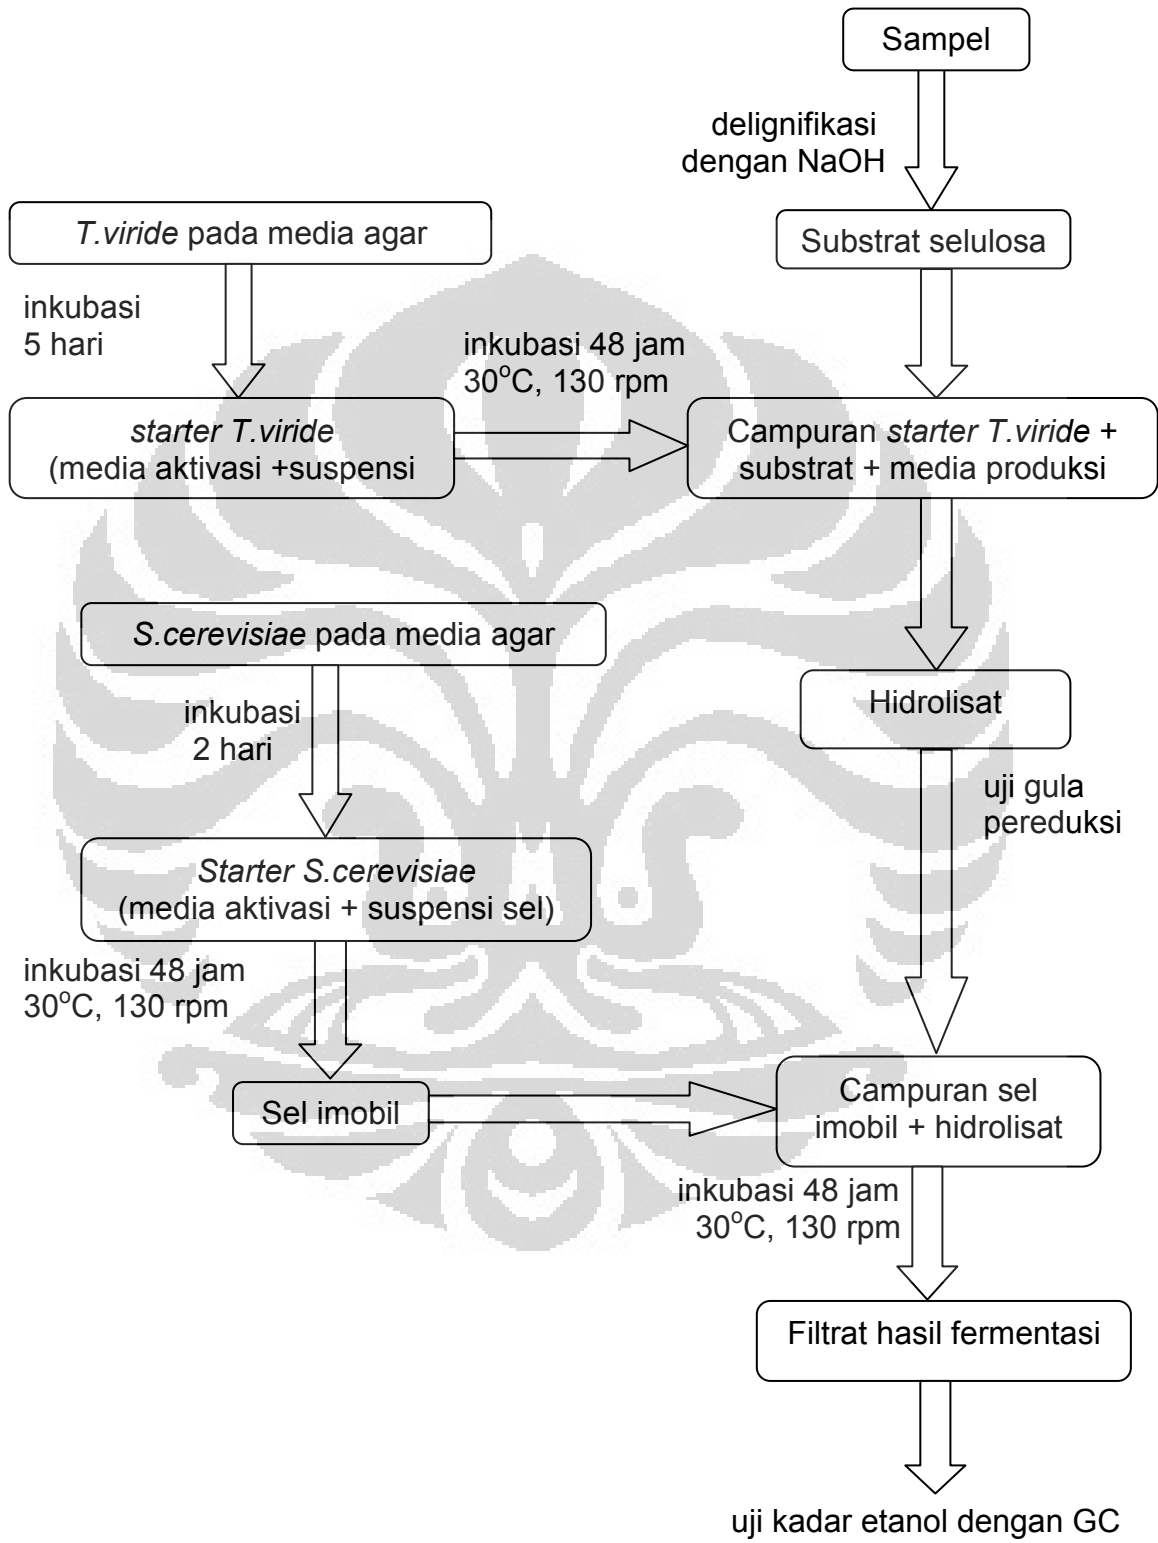 Sampel
delignifikasi
dengan NaOH
T.viride pada media agar
Substrat selulosa
inkubasi
5 hari
inkubasi 48 jam
30°C, 130 rpm
starter T.viride
(media aktivasi +suspensi
Campuran starter T.viride +
substrat + media produksi
S.cerevisiae pada media agar
Hidrolisat
inkubasi
2 hari
uji gula
pereduksi
Starter S.cerevisiae
(media aktivasi + suspensi sel)
inkubasi 48 jam
30°C, 130 rpm
Sel imobil
Campuran sel
imobil + hidrolisat
inkubasi 48 jam
30°C, 130 rpm
Filtrat hasil fermentasi
uji kadar etanol dengan GC